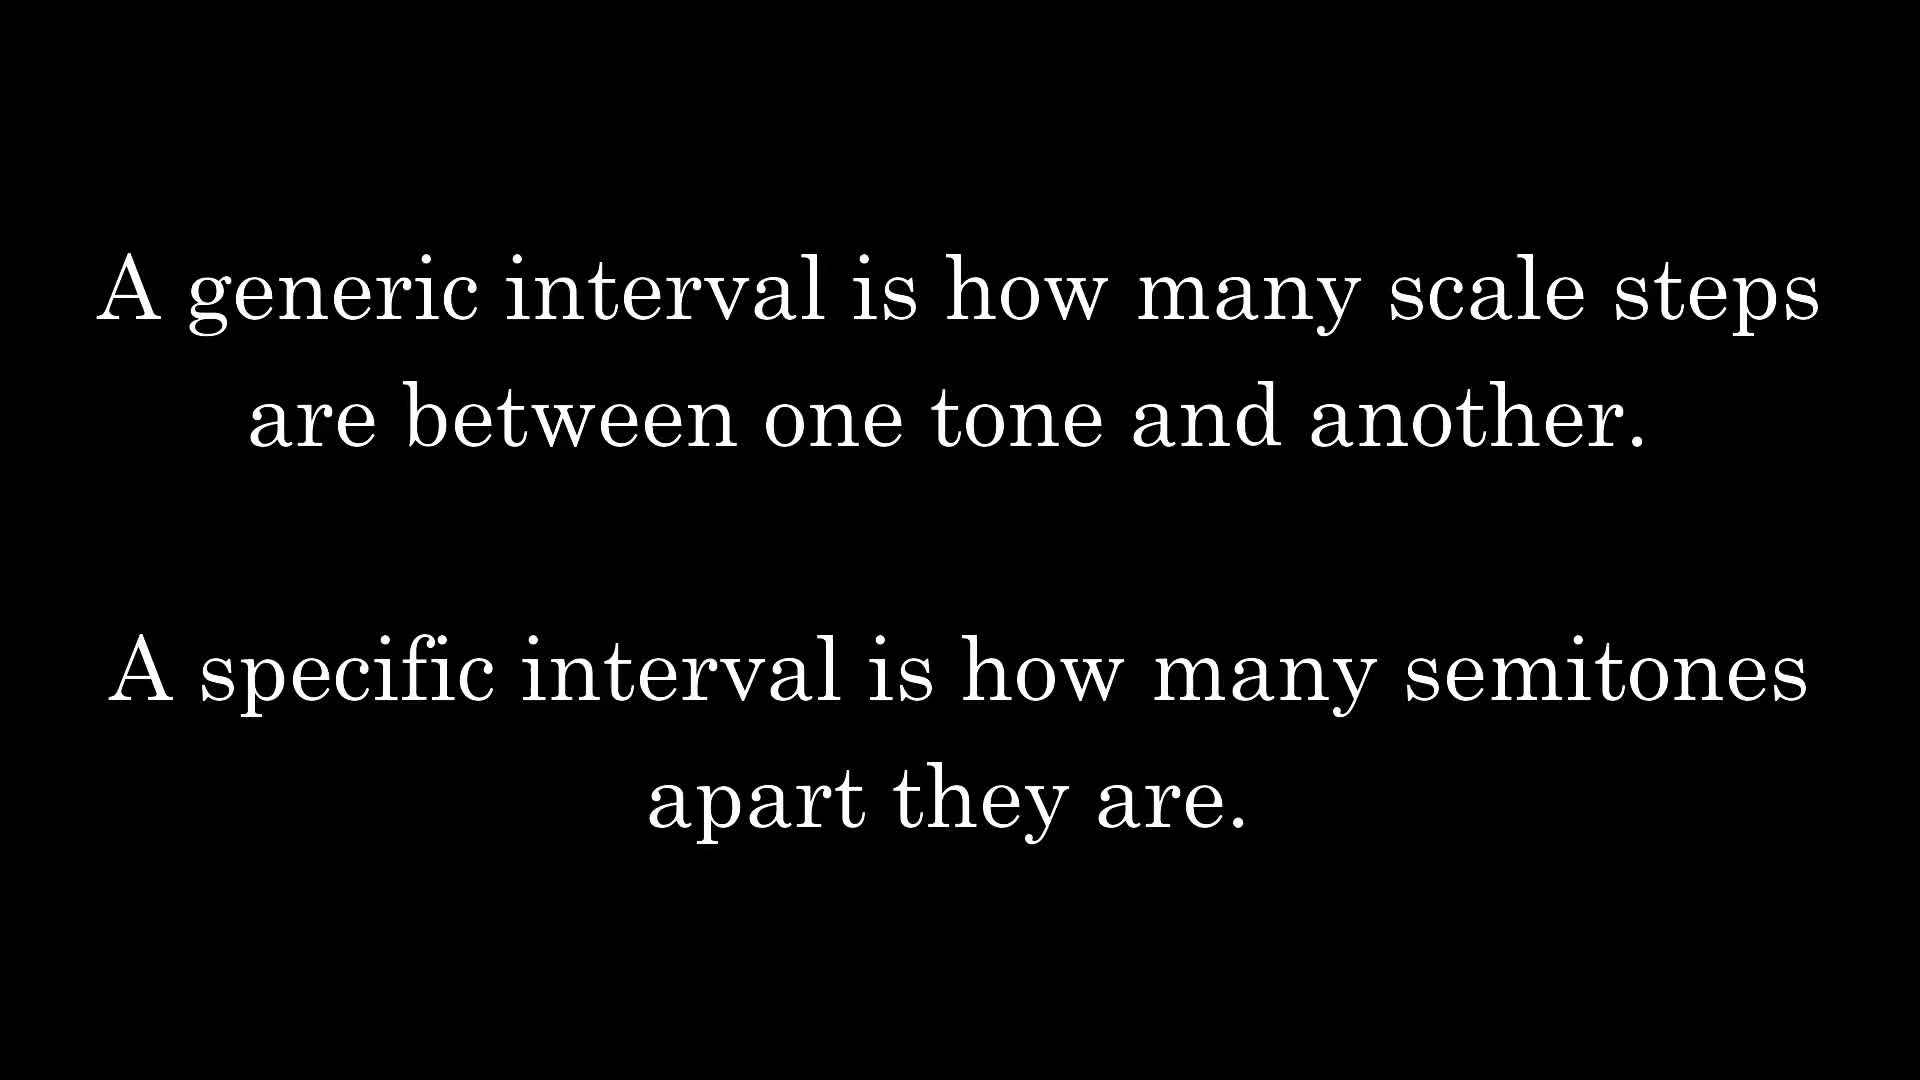 A generic interval is how many scale steps
are between one tone and another.
A specific interval is how many semitones
apart they are.